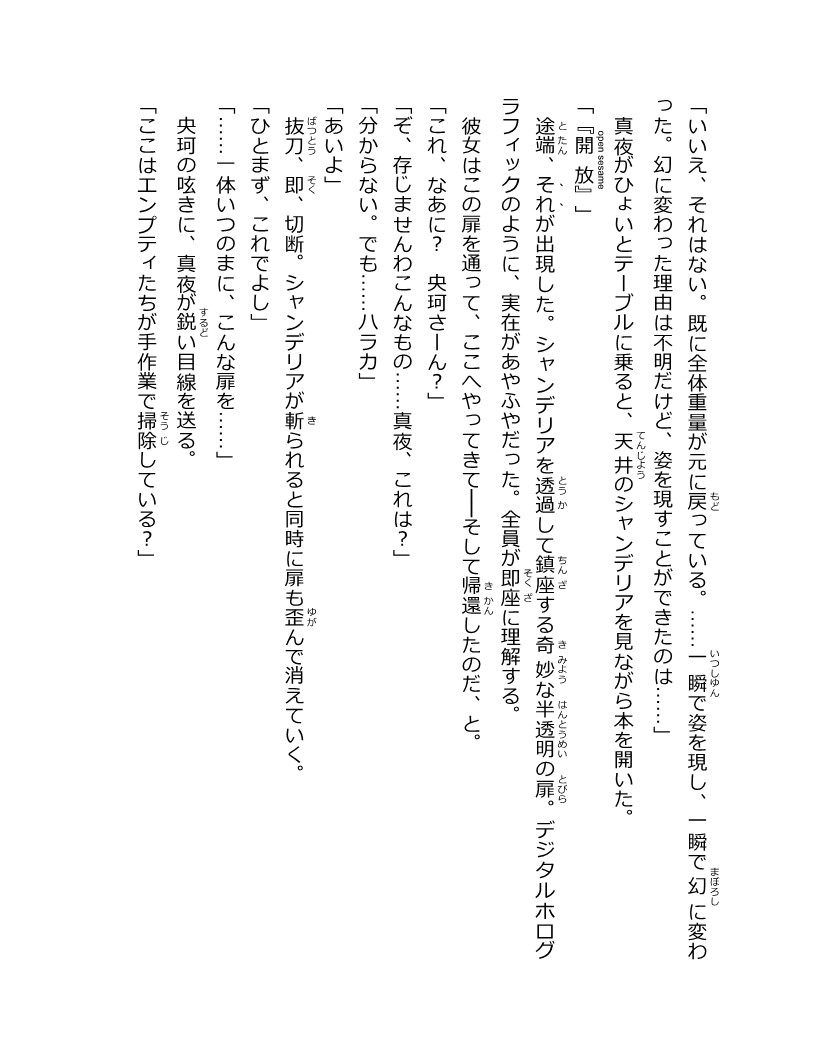 「いいえ、それはない。既に全体重量が元に戻っている。……一瞬で姿を現し、一瞬で幻に変わ
った。幻に変わった理由は不明だけど、姿を現すことができたのは……」
真夜がひょいとテーブルに乗ると、天井のシャンデリアを見ながら本を開いた。
「『開放』」
途端、それが出現した。シャンデリアを透過して鎮座する奇妙な半透明の扉。デジタルホログ
ラフィックのように、実在があやふやだった。全員が即座に理解する。
彼女はこの扉を通って、ここへやってきて──そして帰還したのだ、と。
「これ、なあに？　央珂さーん？」
「ぞ、存じませんわこんなもの……真夜、これは？」
「分からない。でも……ハラカ」
「あいよ」
抜刀、即、切断。シャンデリアが斬られると同時に扉も歪んで消えていく。
「ひとまず、これでよし」
「……一体いつのまに、こんな扉を……」
央珂の呟きに、真夜が鋭い目線を送る。
「ここはエンプティたちが手作業で掃除している？」